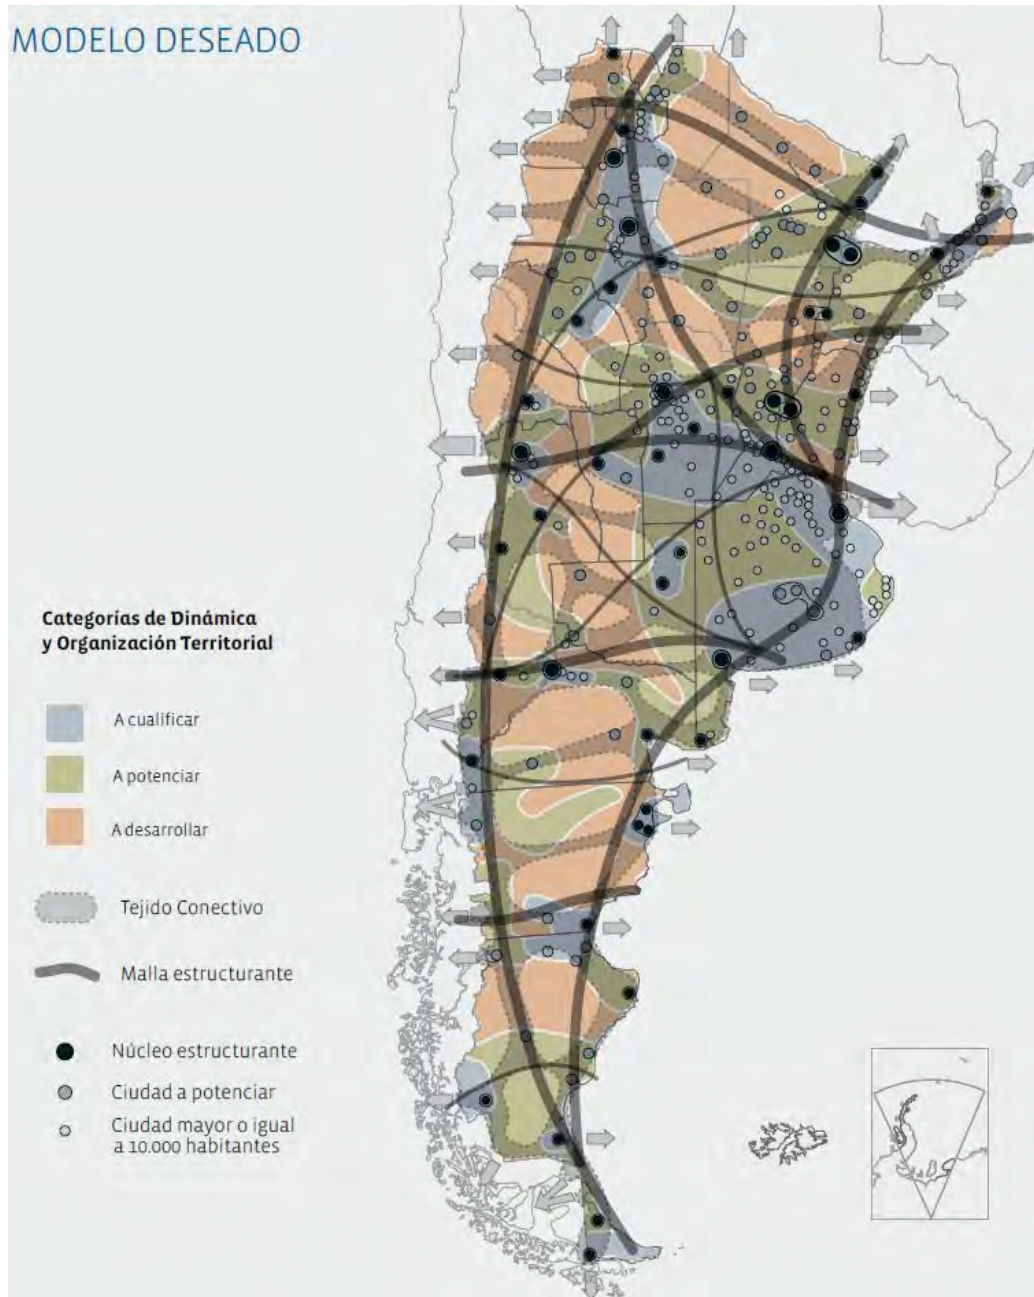 MODELO DESEADO
Categorías de Dinámica
y Organización Territorial
A cualificar
A potenciar
A desarrollar
Tejido Conectivo
Malla estructurante
Núcleo estructurante
Ciudad a potenciar
Ciudad mayor o igual
a 10.000 habitantes